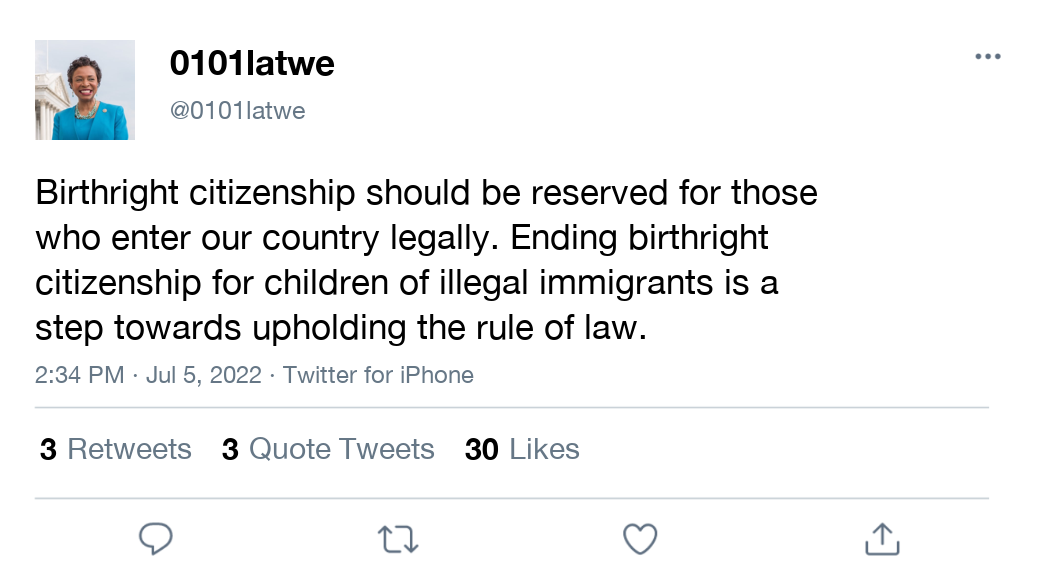 0101latwe
@0101latwe
Birthright citizenship should be reserved for those
who enter our country legally. Ending birthright
citizenship for children of illegal immigrants is a
step towards upholding the rule of law.
2:34 PM · Jul 5, 2022 · Twitter for iPhone
3 Retweets 3 Quote Tweets 30 Likes